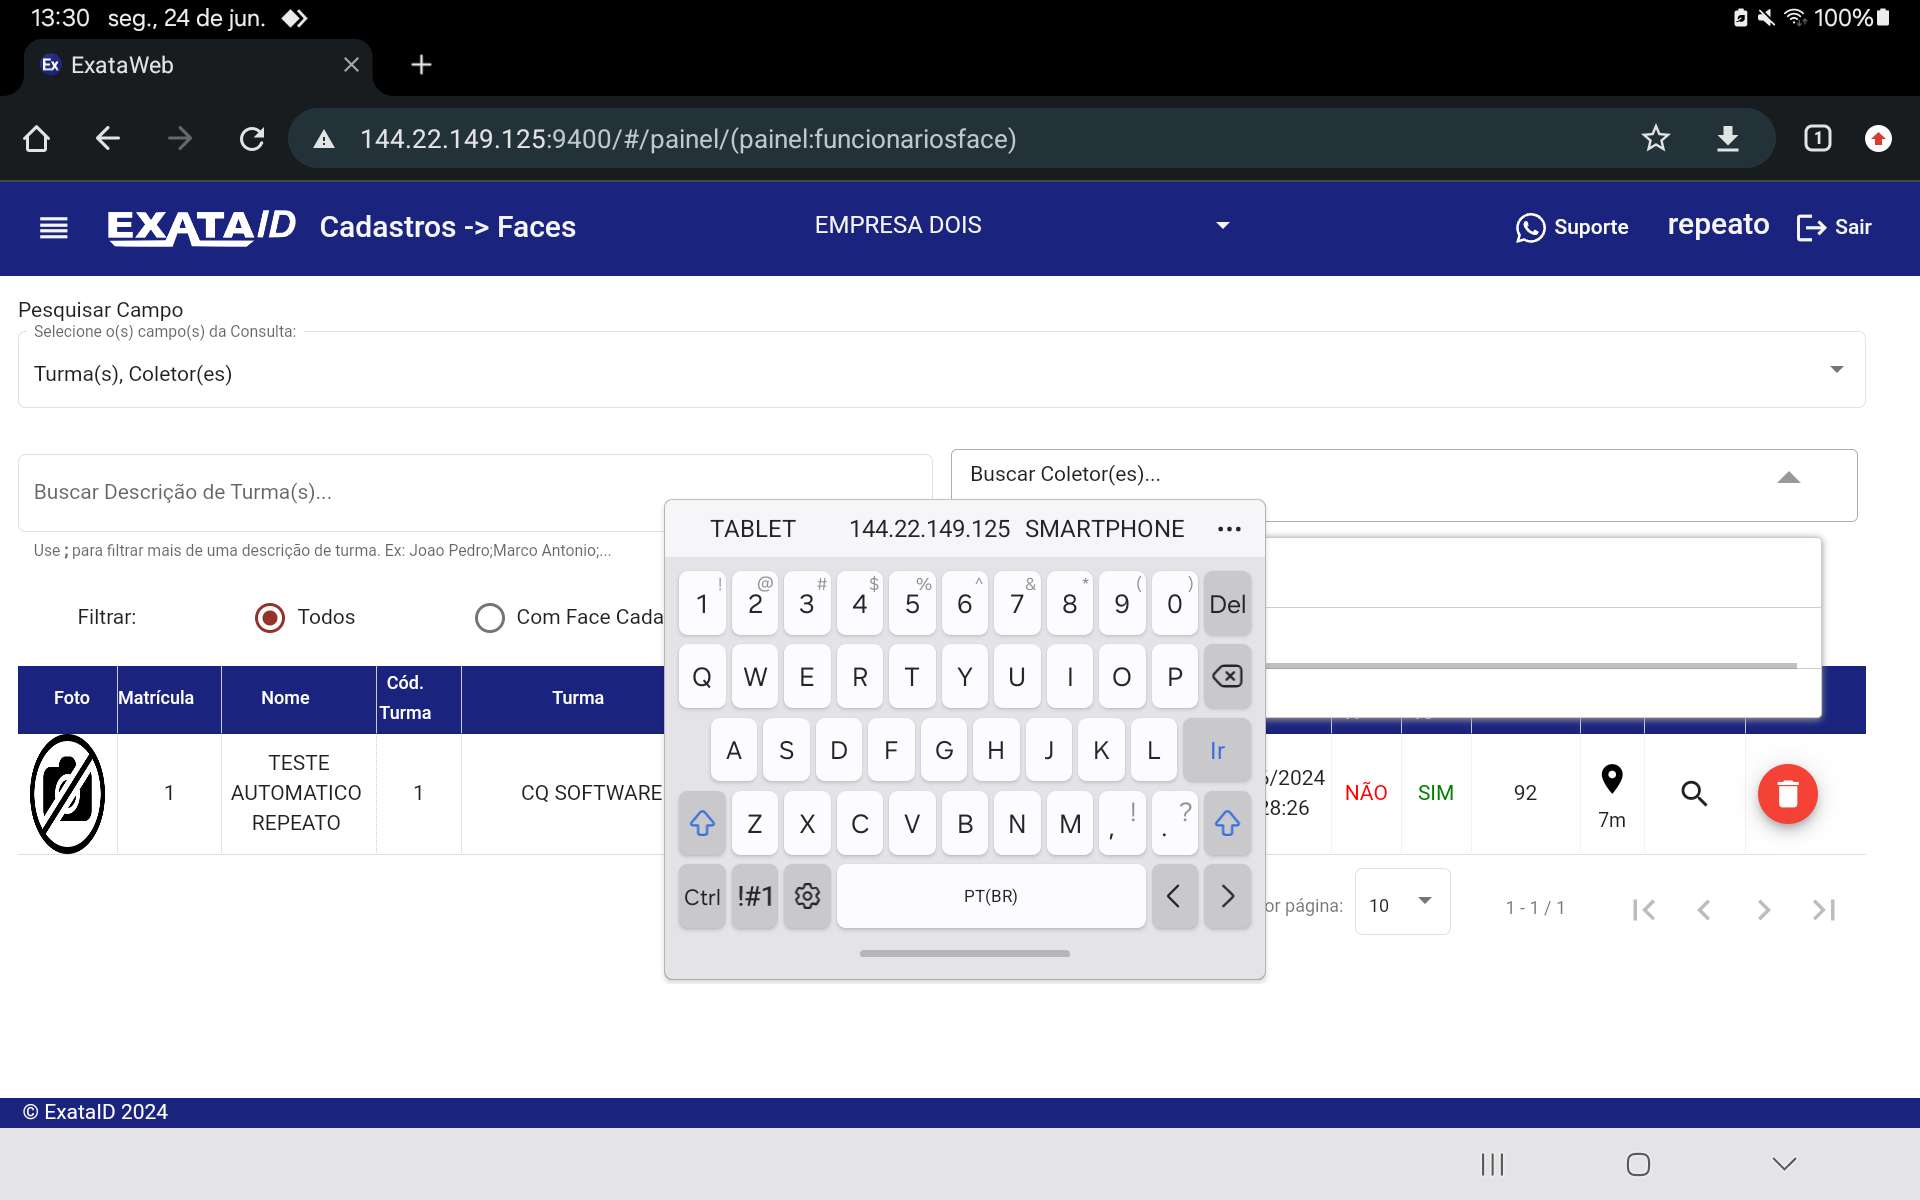 13:30 seg., 24 de jun. 100%
Ex ExataWeb
144.22.149.125:9400/#/painel/(painel:funcionariosface) 1
EXATA ID Cadastros -> Faces EMPRESA DOIS Suporte repeato Sair
Pesquisar Campo
Selecione o(s) campo(s) da Consulta:
Turma(s), Coletor(es)
Buscar Descrição de Turma(s)...
Buscar Coletor(es)...
Use ; para filtrar mais de uma descrição de turma. Ex: Joao Pedro;Marco Antonio;...
Filtrar: Todos Com Face Cada
Foto Matrícula Nome Cód. Turma Turma
1 TESTE AUTOMATICO REPEATO 1 CQ SOFTWARE /2024 28:26 NÃO SIM 92 7m
or página: 10 1 - 1 / 1
TABLET 144.22.149.125 SMARTPHONE ...
! @ # $ % ^ & * ( )
1 2 3 4 5 6 7 8 9 0 Del
Q W E R T Y U I O P
A S D F G H J K L Ir
Z X C V B N M , ! . ?
Ctrl !#1 PT(BR) < >
© ExataID 2024